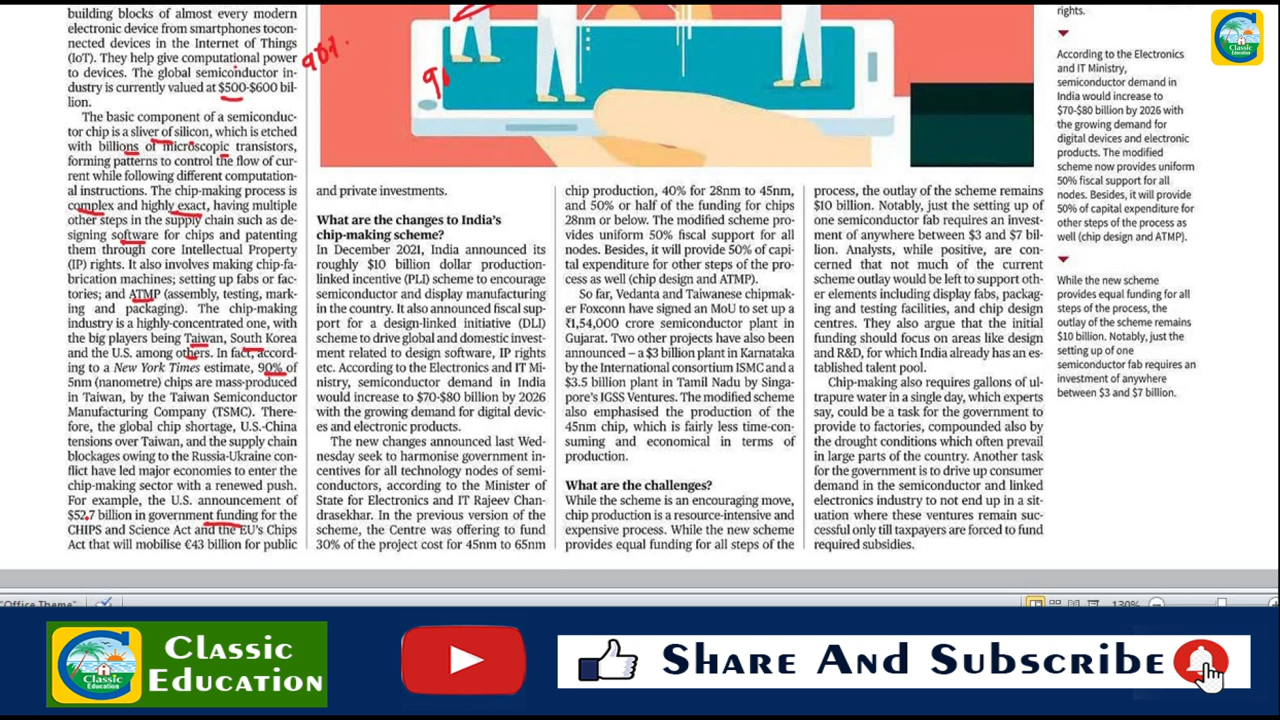 building blocks of almost every modern
electronic device from smartphones tocon-
nected devices in the Internet of Things
(IoT). They help give computational power
to devices. The global semiconductor in-
dustry is currently valued at $500-$600 bil-
lion.
The basic component of a semiconduc-
tor chip is a sliver of silicon, which is etched
with billions of microscopic transistors,
forming patterns to control the flow of cur-
rent while following different computation-
al instructions. The chip-making process is
complex and highly exact, having multiple
other steps in the supply chain such as de-
signing software for chips and patenting
them through core Intellectual Property
(IP) rights. It also involves making chip-fa-
brication machines; setting up fabs or fac-
tories; and ATMP (assembly, testing, mark-
ing and packaging). The chip-making
industry is a highly-concentrated one, with
the big players being Taiwan, South Korea
and the U.S. among others. In fact, accord-
ing to a New York Times estimate, 90% of
5nm (nanometre) chips are mass-produced
in Taiwan, by the Taiwan Semiconductor
Manufacturing Company (TSMC). There-
fore, the global chip shortage, U.S.-China
tensions over Taiwan, and the supply chain
blockages owing to the Russia-Ukraine con-
flict have led major economies to enter the
chip-making sector with a renewed push.
For example, the U.S. announcement of
$52.7 billion in government funding for the
CHIPS and Science Act and the EU's Chips
Act that will mobilise €43 billion for public
90%
90
and private investments.
What are the changes to India's
chip-making scheme?
In December 2021, India announced its
roughly $10 billion dollar production-
linked incentive (PLI) scheme to encourage
semiconductor and display manufacturing
in the country. It also announced fiscal sup-
port for a design-linked initiative (DLI)
scheme to drive global and domestic invest-
ment related to design software, IP rights
etc. According to the Electronics and IT Mi-
nistry, semiconductor demand in India
would increase to $70-$80 billion by 2026
with the growing demand for digital devic-
es and electronic products.
The new changes announced last Wed-
nesday seek to harmonise government in-
centives for all technology nodes of semi-
conductors, according to the Minister of
State for Electronics and IT Rajeev Chan-
drasekhar. In the previous version of the
scheme, the Centre was offering to fund
30% of the project cost for 45nm to 65nm
chip production, 40% for 28nm to 45nm,
and 50% or half of the funding for chips
28nm or below. The modified scheme pro-
vides uniform 50% fiscal support for all
nodes. Besides, it will provide 50% of capi-
tal expenditure for other steps of the pro-
cess as well (chip design and ATMP).
So far, Vedanta and Taiwanese chipmak-
er Foxconn have signed an MoU to set up a
₹1,54,000 crore semiconductor plant in
Gujarat. Two other projects have also been
announced – a $3 billion plant in Karnataka
by the International consortium ISMC and a
$3.5 billion plant in Tamil Nadu by Singa-
pore's IGSS Ventures. The modified scheme
also emphasised the production of the
45nm chip, which is fairly less time-con-
suming and economical in terms of
production.
What are the challenges?
While the scheme is an encouraging move,
chip production is a resource-intensive and
expensive process. While the new scheme
provides equal funding for all steps of the
process, the outlay of the scheme remains
$10 billion. Notably, just the setting up of
one semiconductor fab requires an invest-
ment of anywhere between $3 and $7 bil-
lion. Analysts, while positive, are con-
cerned that not much of the current
scheme outlay would be left to support oth-
er elements including display fabs, packag-
ing and testing facilities, and chip design
centres. They also argue that the initial
funding should focus on areas like design
and R&D, for which India already has an es-
tablished talent pool.
Chip-making also requires gallons of ul-
trapure water in a single day, which experts
say, could be a task for the government to
provide to factories, compounded also by
the drought conditions which often prevail
in large parts of the country. Another task
for the government is to drive up consumer
demand in the semiconductor and linked
electronics industry to not end up in a sit-
uation where these ventures remain suc-
cessful only till taxpayers are forced to fund
required subsidies.
rights.
According to the Electronics
and IT Ministry,
semiconductor demand in
India would increase to
$70-$80 billion by 2026 with
the growing demand for
digital devices and electronic
products. The modified
scheme now provides uniform
50% fiscal support for all
nodes. Besides, it will provide
50% of capital expenditure for
other steps of the process as
well (chip design and ATMP).
While the new scheme
provides equal funding for all
steps of the process, the
outlay of the scheme remains
$10 billion. Notably, just the
setting up of one
semiconductor fab requires an
investment of anywhere
between $3 and $7 billion.
Classic
Education
"Office Theme"
130%
Classic
Education
Classic
Education
Share And Subscribe